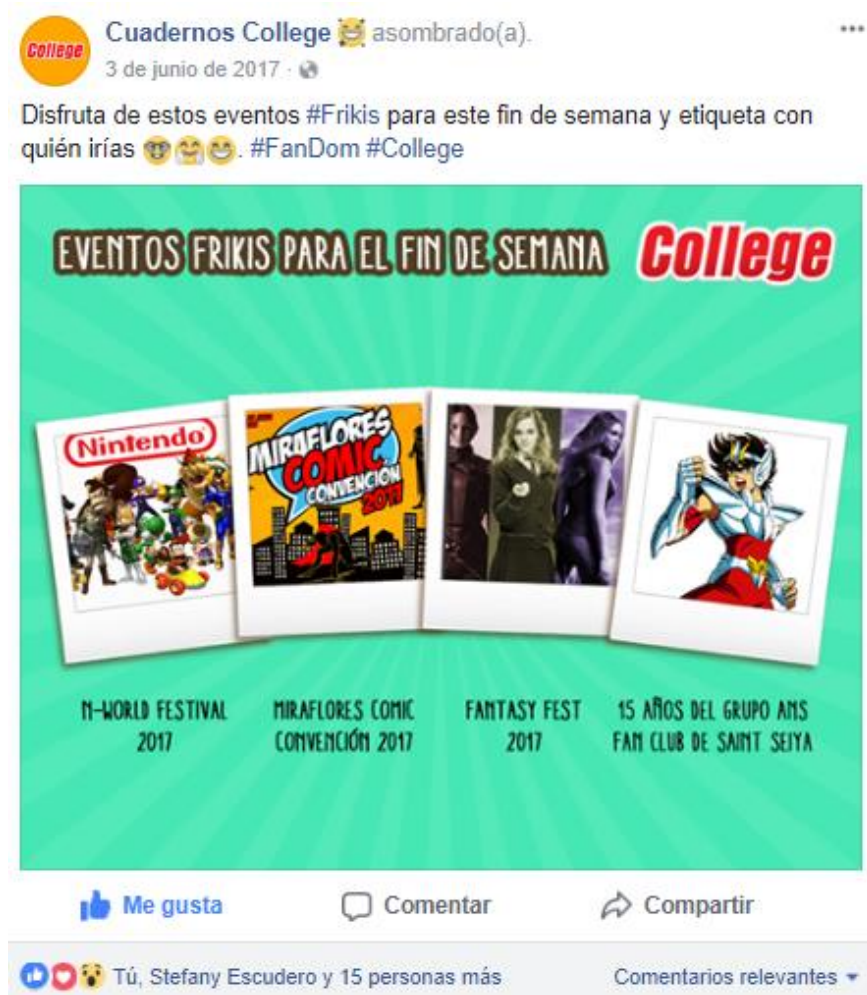 College
Cuadernos College asombrado(a).
3 de junio de 2017
Disfruta de estos eventos #Frikis para este fin de semana y etiqueta con
quién irías . #FanDom #College
EVENTOS FRIKIS PARA EL FIN DE SEMANA
College
Nintendo
MIRAFLORES
COMIC
CONVENCIÓN
2017
N-WORLD FESTIVAL
2017
MIRAFLORES COMIC
CONVENCIÓN 2017
FANTASY FEST
2017
15 AÑOS DEL GRUPO ANS
FAN CLUB DE SAINT SEIYA
Me gusta
Comentar
Compartir
Tú, Stefany Escudero y 15 personas más
Comentarios relevantes